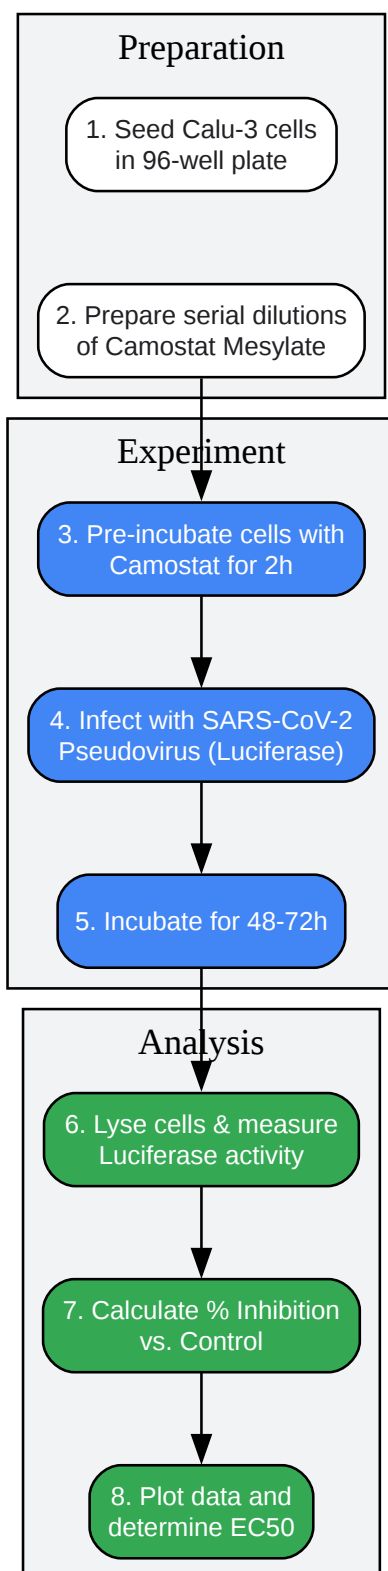 Preparation
1. Seed Calu-3 cells
in 96-well plate
2. Prepare serial dilutions
of Camostat Mesylate
Experiment
3. Pre-incubate cells with
Camostat for 2h
4. Infect with SARS-CoV-2
Pseudovirus (Luciferase)
5. Incubate for 48-72h
Analysis
6. Lyse cells & measure
Luciferase activity
7. Calculate % Inhibition
vs. Control
8. Plot data and
determine EC50